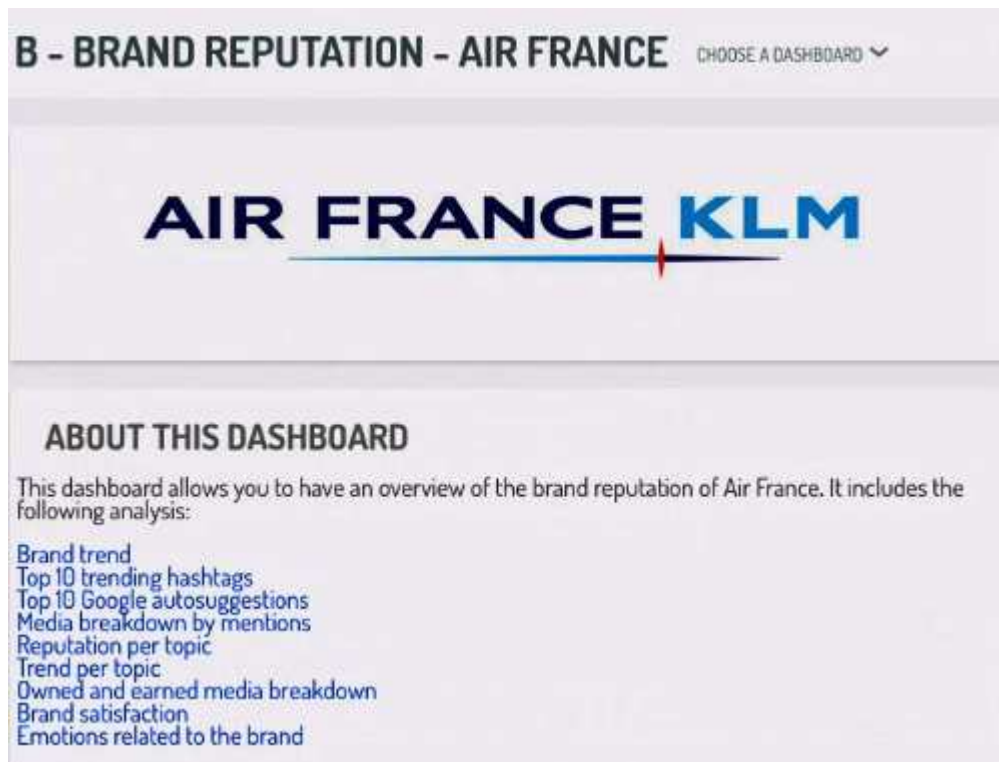 B - BRAND REPUTATION - AIR FRANCE CHOOSE A DASHBOARD
AIR FRANCE KLM
ABOUT THIS DASHBOARD
This dashboard allows you to have an overview of the brand reputation of Air France. It includes the
following analysis:
Brand trend
Top 10 trending hashtags
Top 10 Google autosuggestions
Media breakdown by mentions
Reputation per topic
Trend per topic
Owned and earned media breakdown
Brand satisfaction
Emotions related to the brand